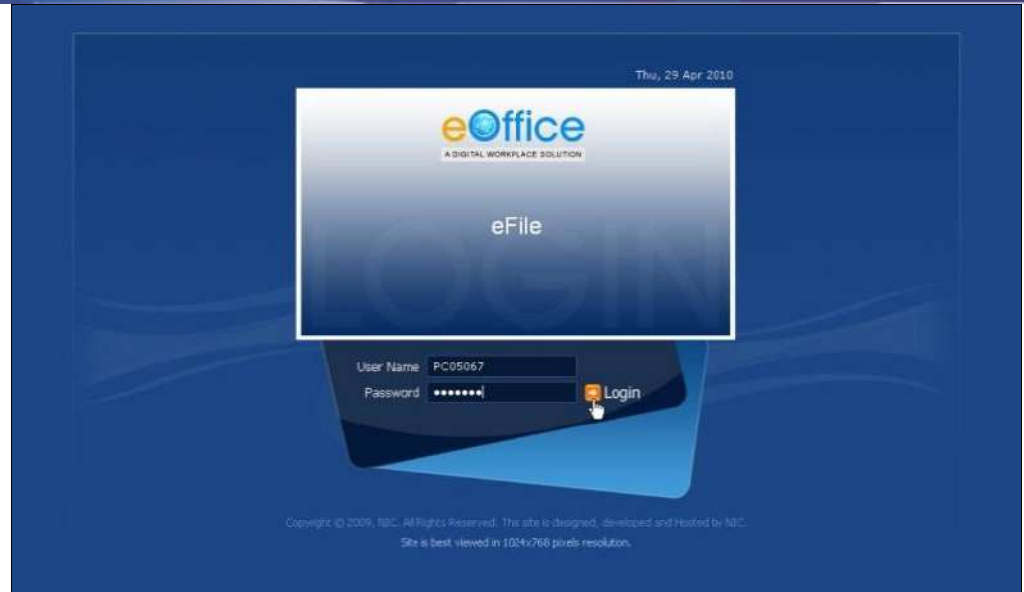 Thu, 29 Apr 2010
eOffice
A DIGITAL WORKPLACE SOLUTION
eFile
LOGIN
User Name PC05067
Password •••••••
Login
Copyright © 2009, NIC. All Rights Reserved. This site is designed, developed and Hosted by NIC.
Site is best viewed in 1024x768 pixels resolution.